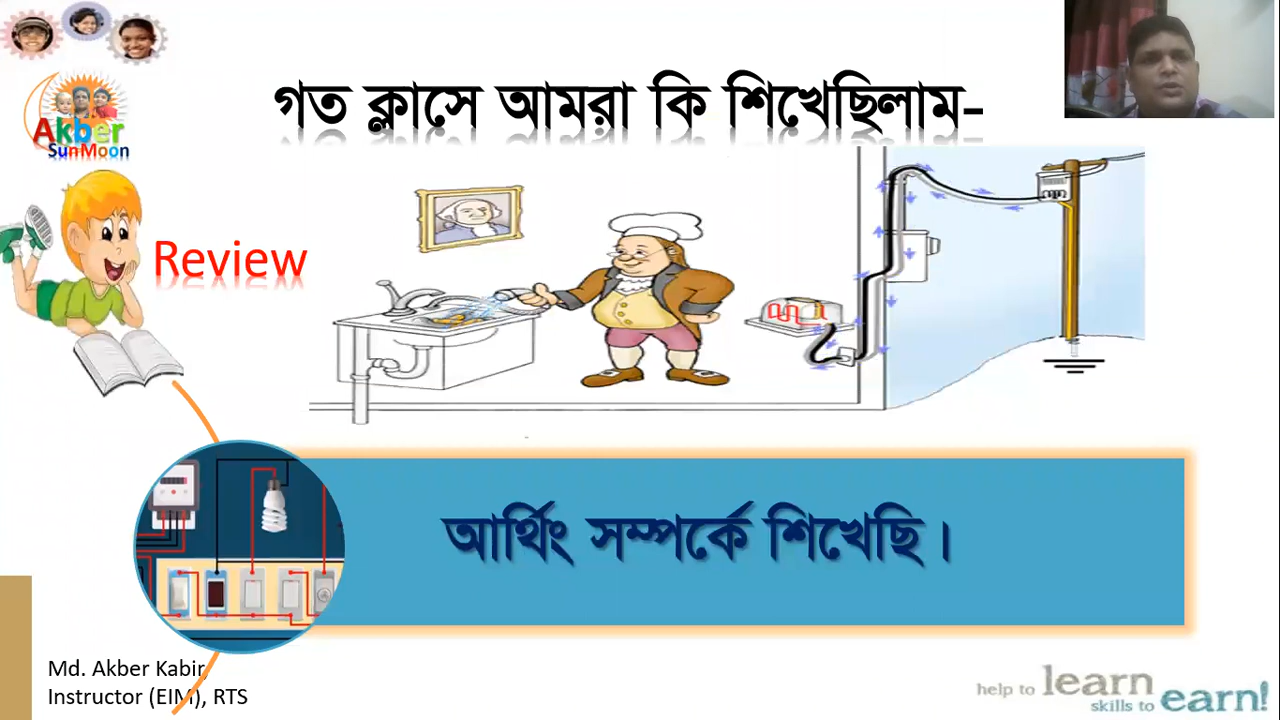 গত ক্লাসে আমরা কি শিখেছিলাম-
Akber
SunMoon
Review
আর্থিং সম্পর্কে শিখেছি।
Md. Akber Kabir
Instructor (EIM), RTS
help to learn
skills to earn!